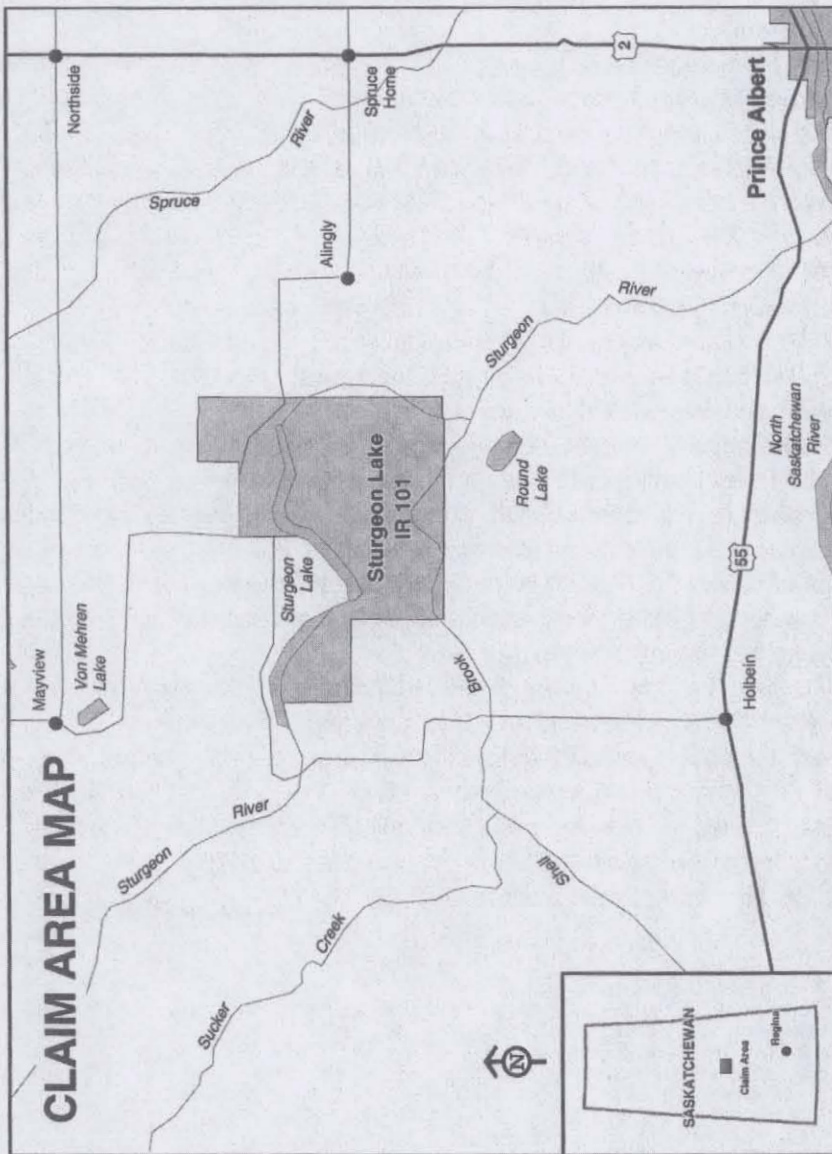 CLAIM AREA MAP
Mayview
Von Mehren
Lake
Northside
Spruce
River
Spruce
Home
2
Alingly
Sturgeon
River
Sturgeon
Lake
Sturgeon Lake
IR 101
Sucker
Creek
Shell
Brook
Round
Lake
Sturgeon
River
Prince Albert
Holbein
55
North
Saskatchewan
River
N
SASKATCHEWAN
Claim Area
Regina